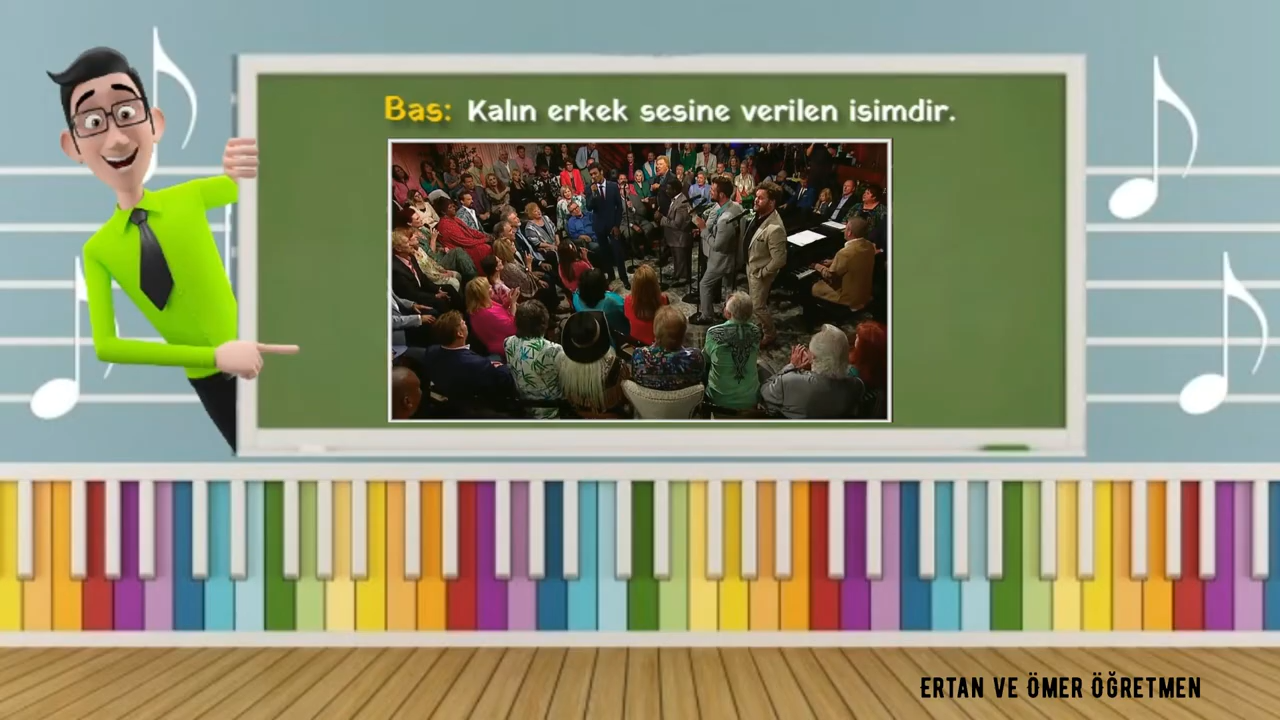 Bas: Kalın erkek sesine verilen isimdir.
ERTAN VE ÖMER ÖĞRETMEN